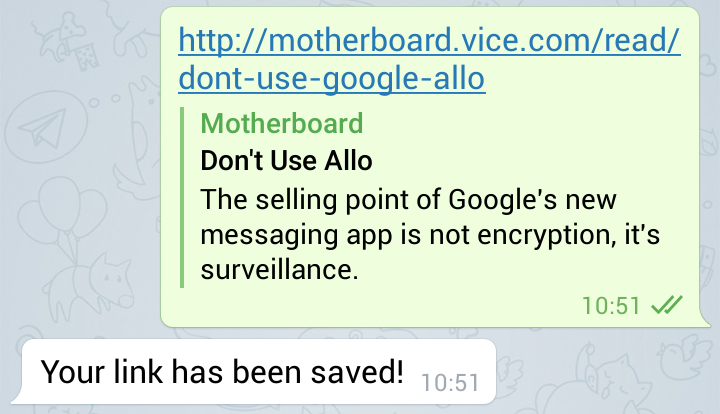 http://motherboard.vice.com/read/
dont-use-google-allo
Motherboard
Don't Use Allo
The selling point of Google's new
messaging app is not encryption, it's
surveillance.
10:51
Your link has been saved! 10:51